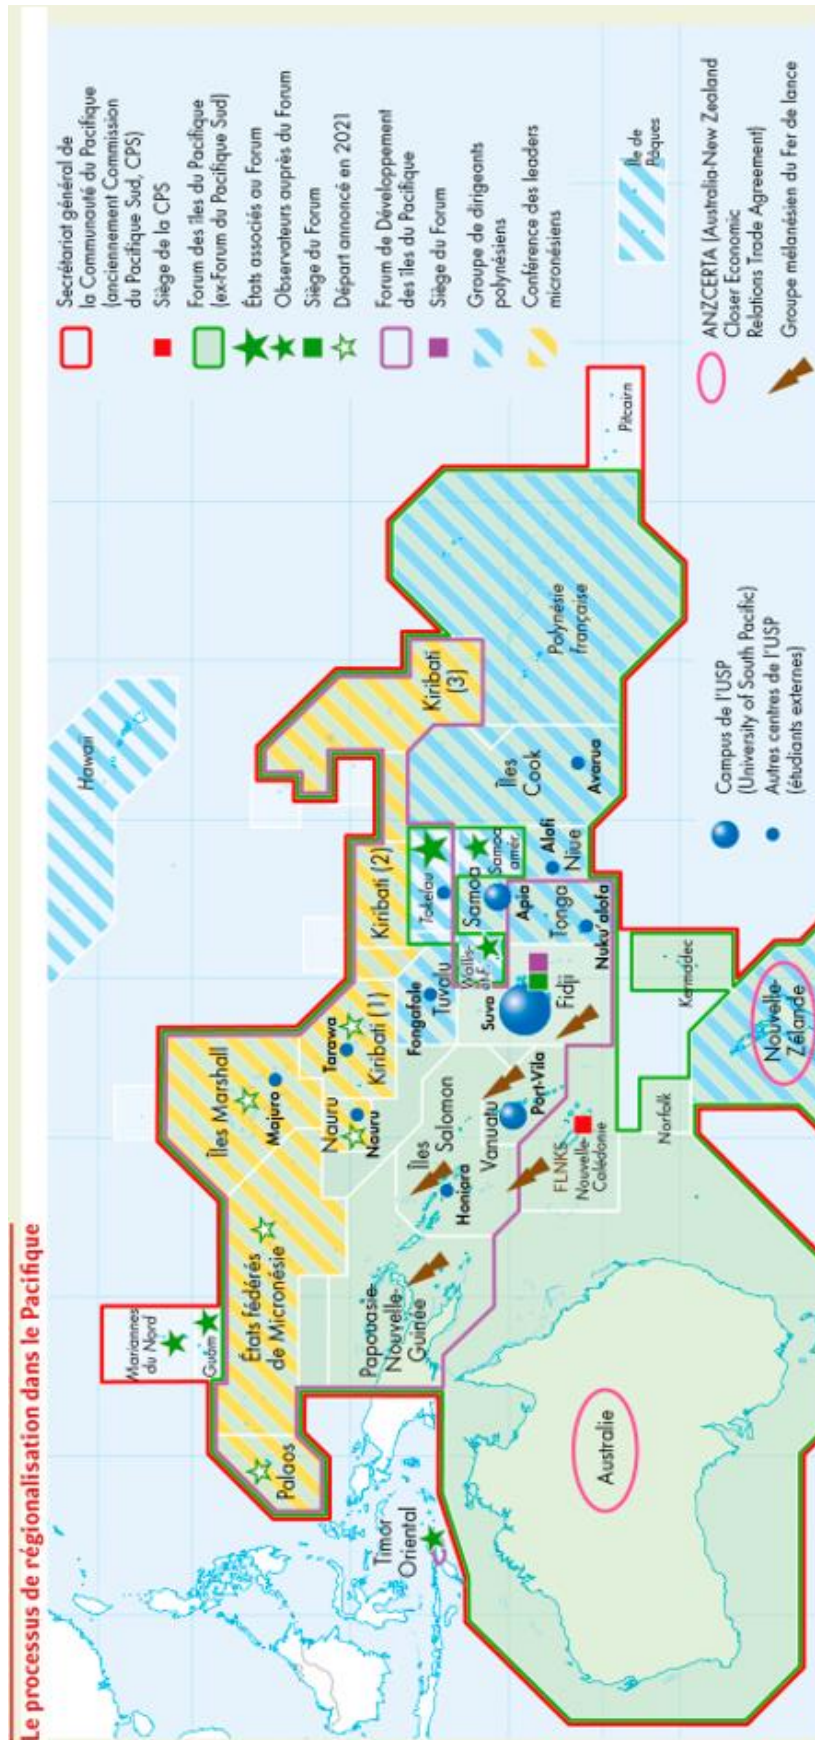 Le processus de régionalisation dans le Pacifique
Hawaii
Mariannes
du Nord
Guam
Palaos
États fédérés
de Micronésie
Îles Marshall
Majuro
Nauru
Nauru
Tarawa
Kiribati (1)
Kiribati (2)
Kiribati
(3)
Timor
Oriental
Papouasie-
Nouvelle-
Guinée
Îles
Salomon
Honiara
Fongafale
Tuvalu
Tokelau
Wallis-
et-F.
Samoa
Apia
Samoa
amér.
Îles
Cook
Avarua
Polynésie
française
Vanuatu
Port-Vila
Suva
Fidji
Tonga
Nuku'alofa
Alofi
Niue
FLNKS
Nouvelle-
Calédonie
Pitcairn
Île de
Pâques
Australie
Norfolk
Kermadec
Nouvelle-
Zélande
Secrétariat général de
la Communauté du Pacifique
(anciennement Commission
du Pacifique Sud, CPS)
Siège de la CPS
Forum des îles du Pacifique
(ex-Forum du Pacifique Sud)
États associés au Forum
Observateurs auprès du Forum
Siège du Forum
Départ annoncé en 2021
Forum de Développement
des îles du Pacifique
Siège du Forum
Groupe de dirigeants
polynésiens
Conférence des leaders
micronésiens
Campus de l'USP
(University of South Pacific)
Autres centres de l'USP
(étudiants externes)
ANZCERTA (Australia-New Zealand
Closer Economic
Relations Trade Agreement)
Groupe mélanésien du Fer de lance